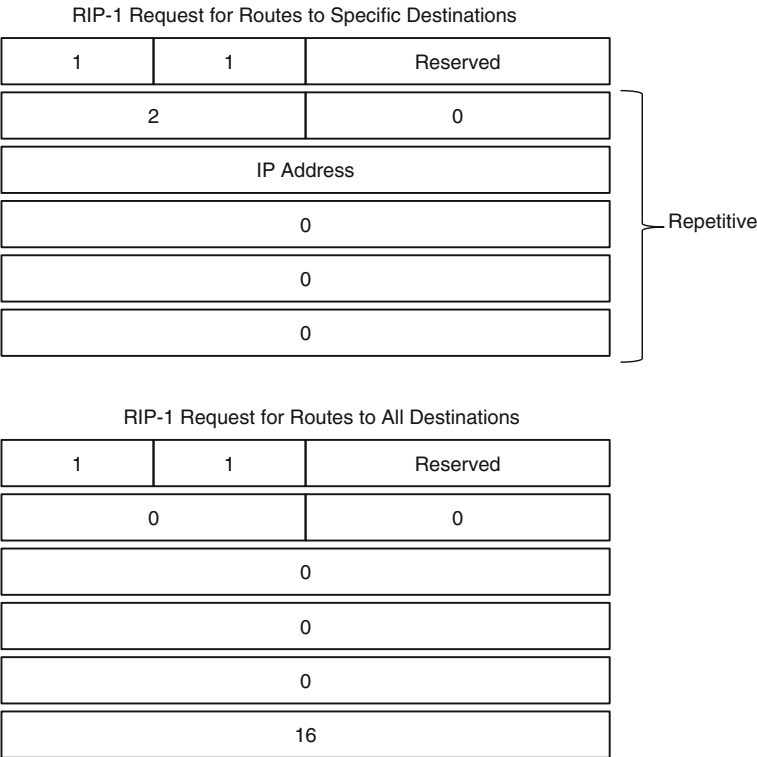 RIP-1 Request for Routes to Specific Destinations
1 1 Reserved
2 0
IP Address
0
0
0
Repetitive
RIP-1 Request for Routes to All Destinations
1 1 Reserved
0 0
0
0
0
16